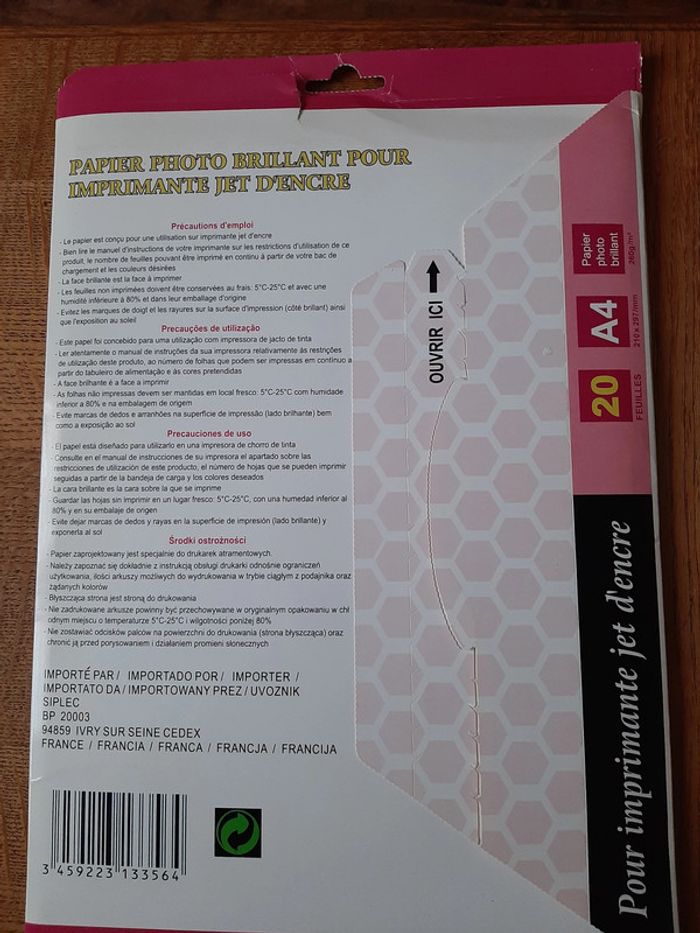 PAPIER PHOTO BRILLANT POUR
IMPRIMANTE JET D'ENCRE
Précautions d'emploi
- Le papier est conçu pour une utilisation sur imprimante jet d'encre
- Bien lire le manuel d'instructions de votre imprimante sur les restrictions d'utilisation de ce
produit, le nombre de feuilles pouvant être imprimé en continu à partir de votre bac de
chargement et les couleurs désirées
- La face brillante est la face à imprimer
- Les feuilles non imprimées doivent être conservées au frais: 5°C-25°C et avec une
humidité inférieure à 80% et dans leur emballage d'origine
- Evitez les marques de doigt et les rayures sur la surface d'impression (côté brillant) ainsi
que l'exposition au soleil
Precauções de utilização
- Este papel foi concebido para uma utilização com impressora de jacto de tinta
- Ler atentamente o manual de instruções da sua impressora relativamente às restrições
de utilização deste produto, ao número de folhas que podem ser impressas em contínuo a
partir do tabuleiro de alimentação e às cores pretendidas
- A face brilhante é a face a imprimir
- As folhas não impressas devem ser mantidas em local fresco: 5°C-25°C com humidade
inferior a 80% e na embalagem de origem
- Evite marcas de dedos e arranhões na superfície de impressão (lado brilhante) bem
como a exposição ao sol
Precauciones de uso
- El papel está diseñado para utilizarlo en una impresora de chorro de tinta
- Consulte en el manual de instrucciones de su impresora el apartado sobre las
restricciones de utilización de este producto, el número de hojas que se pueden imprimir
seguidas a partir de la bandeja de carga y los colores deseados
- La cara brillante es la cara sobre la que se imprime
- Guardar las hojas sin imprimir en un lugar fresco: 5°C-25°C, con una humedad inferior al
80% y en su embalaje de origen
- Evite dejar marcas de dedos y rayas en la superficie de impresión (lado brillante) y
exponerla al sol
Środki ostrożności
- Papier zaprojektowany jest specjalnie do drukarek atramentowych.
- Należy zapoznać się dokładnie z instrukcją obsługi drukarki odnośnie ograniczeń
użytkowania, ilości arkuszy możliwych do wydrukowania w trybie ciągłym z podajnika oraz
żądanych kolorów
- Błyszcząca strona jest stroną do drukowania
- Nie zadrukowane arkusze powinny być przechowywane w oryginalnym opakowaniu w chł
odnym miejscu o temperaturze 5°C-25°C i wilgotności poniżej 80%
- Nie zostawiać odcisków palców na powierzchni do drukowania (strona błyszcząca) oraz
chronić ją przed porysowaniem i działaniem promieni słonecznych
IMPORTÉ PAR / IMPORTADO POR / IMPORTER /
IMPORTATO DA / IMPORTOWANY PREZ / UVOZNIK
SIPLEC
BP 20003
94859 IVRY SUR SEINE CEDEX
FRANCE / FRANCIA / FRANCA / FRANCJA / FRANCIJA
3 459223 133564
OUVRIR ICI
Papier
photo
brillant
260g/m²
A4
210 x 297/mm
20
FEUILLES
Pour imprimante jet d'encre